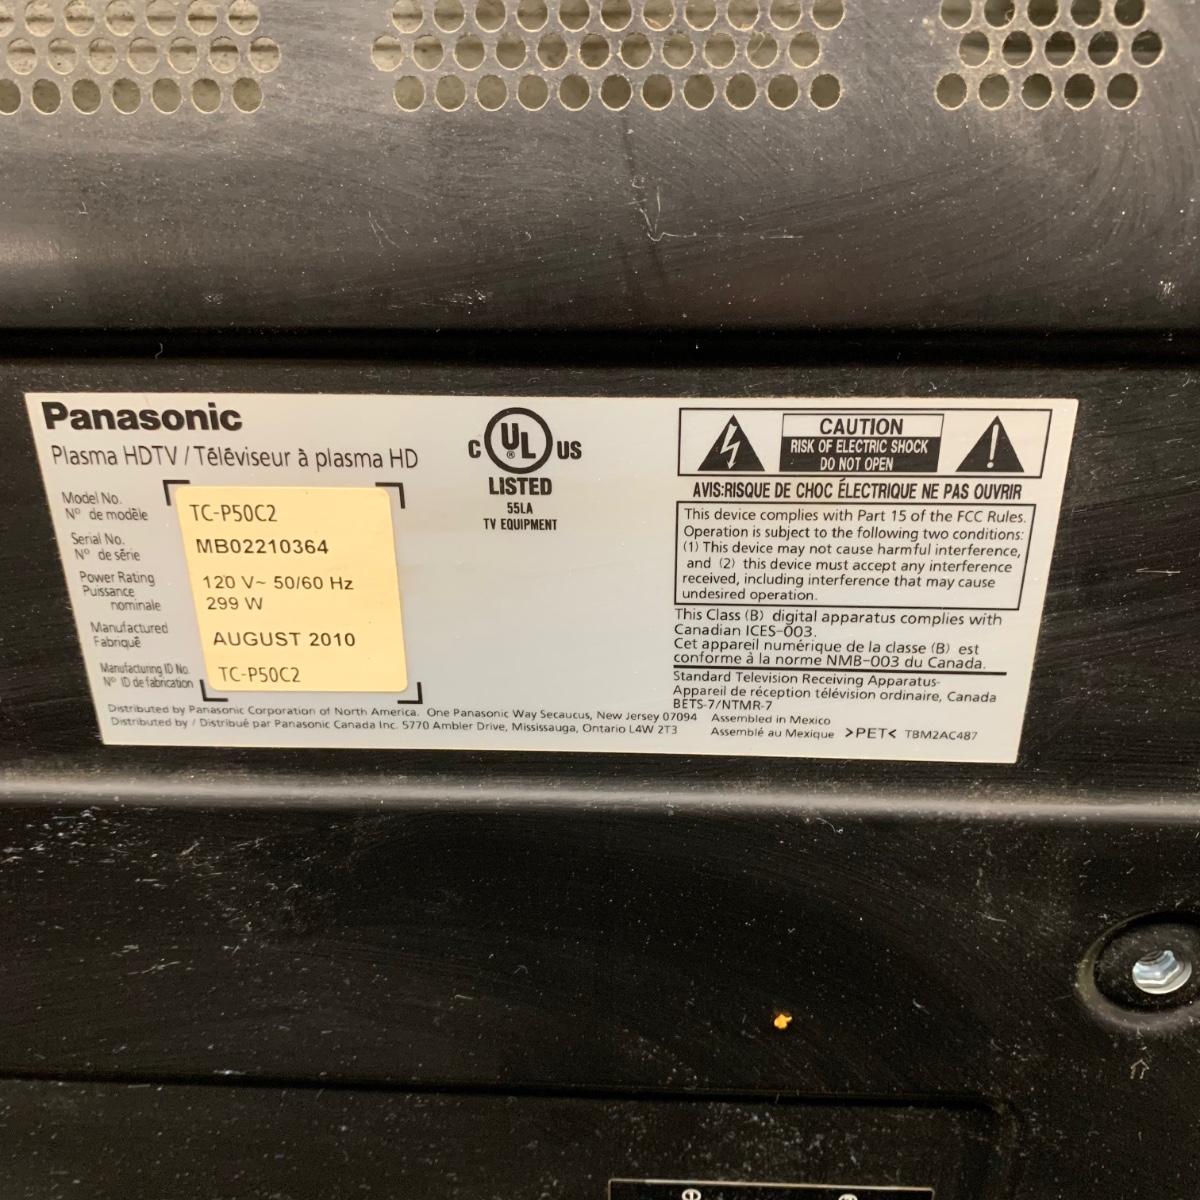 Panasonic
Plasma HDTV / Téléviseur à plasma HD
Model No.
Nº de modèle
TC-P50C2
Serial No.
Nº de série
MB02210364
Power Rating
Puissance
nominale
120 V~ 50/60 Hz
299 W
Manufactured
Fabriqué
AUGUST 2010
Manufacturing ID No.
Nº ID de fabrication
TC-P50C2
C UL ® US
LISTED
55LA
TV EQUIPMENT
CAUTION
RISK OF ELECTRIC SHOCK
DO NOT OPEN
AVIS:RISQUE DE CHOC ÉLECTRIQUE NE PAS OUVRIR
This device complies with Part 15 of the FCC Rules.
Operation is subject to the following two conditions:
(1) This device may not cause harmful interference,
and (2) this device must accept any interference
received, including interference that may cause
undesired operation.
This Class (B) digital apparatus complies with
Canadian ICES-003.
Cet appareil numérique de la classe (B) est
conforme à la norme NMB-003 du Canada.
Standard Television Receiving Apparatus-
Appareil de réception télévision ordinaire, Canada
BETS-7/NTMR-7
Distributed by Panasonic Corporation of North America. One Panasonic Way Secaucus, New Jersey 07094
Distributed by / Distribué par Panasonic Canada Inc. 5770 Ambler Drive, Mississauga, Ontario L4W 2T3
Assembled in Mexico
Assemblé au Mexique >PET< TBM2AC487